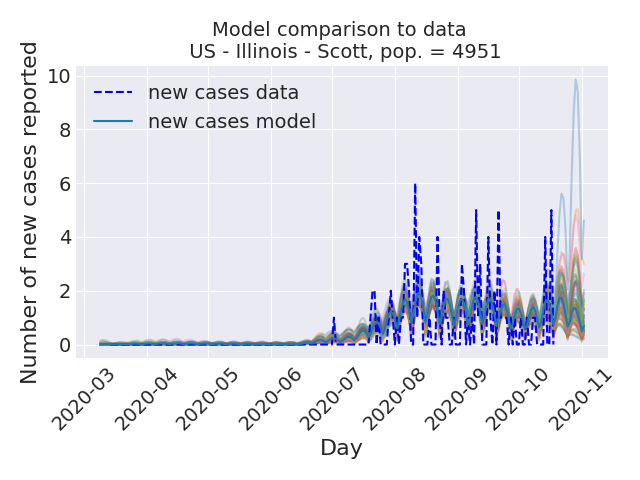 Model comparison to data
US - Illinois - Scott, pop. = 4951
Number of new cases reported
10
8
6
4
2
0
new cases data
new cases model
2020-03
2020-04
2020-05
2020-06
2020-07
2020-08
2020-09
2020-10
2020-11
Day